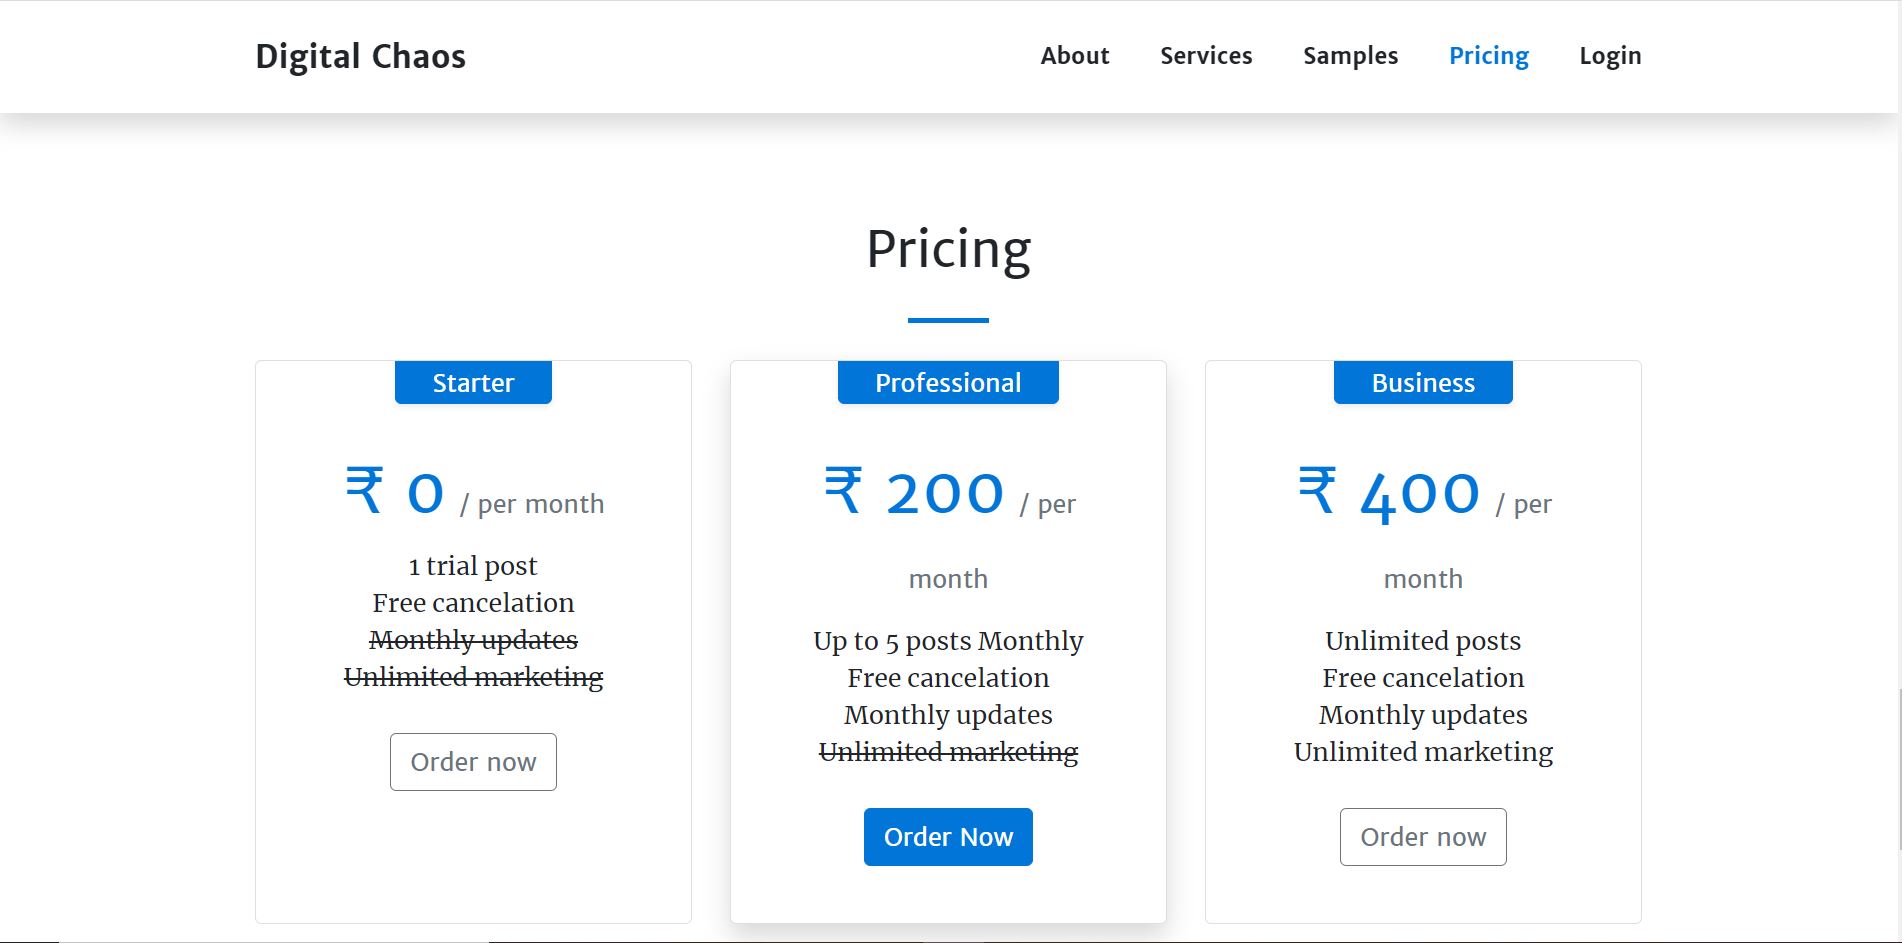 Digital Chaos
About Services Samples Pricing Login
Pricing
Starter
₹ 0 / per month
1 trial post
Free cancelation
Monthly updates
Unlimited marketing
Order now
Professional
₹ 200 / per
month
Up to 5 posts Monthly
Free cancelation
Monthly updates
Unlimited marketing
Order Now
Business
₹ 400 / per
month
Unlimited posts
Free cancelation
Monthly updates
Unlimited marketing
Order now